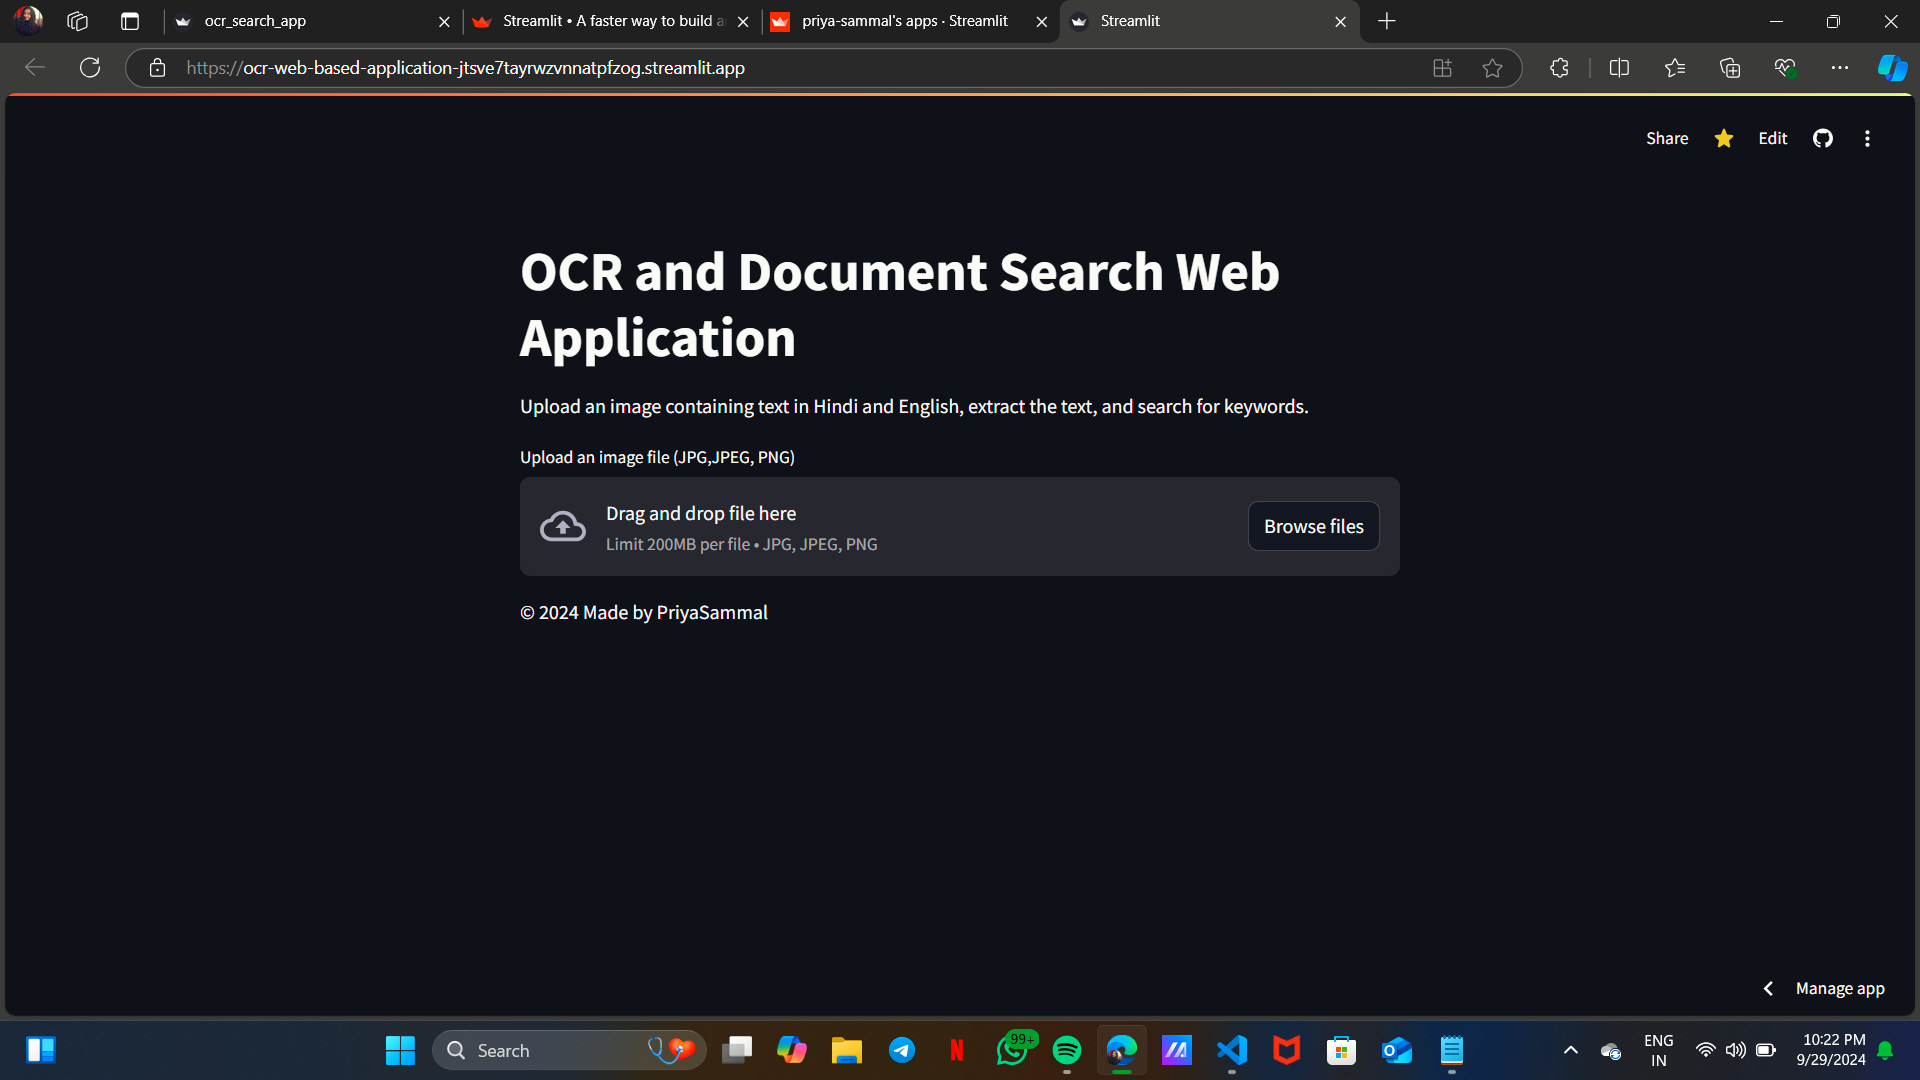 ocr_search_app
Streamlit • A faster way to build a
priya-sammal's apps · Streamlit
Streamlit
https://ocr-web-based-application-jtsve7tayrwzvnnatpfzog.streamlit.app
Share
Edit
OCR and Document Search Web
Application
Upload an image containing text in Hindi and English, extract the text, and search for keywords.
Upload an image file (JPG,JPEG, PNG)
Drag and drop file here
Limit 200MB per file • JPG, JPEG, PNG
Browse files
© 2024 Made by PriyaSammal
Manage app
Search
99+
ENG
IN
10:22 PM
9/29/2024